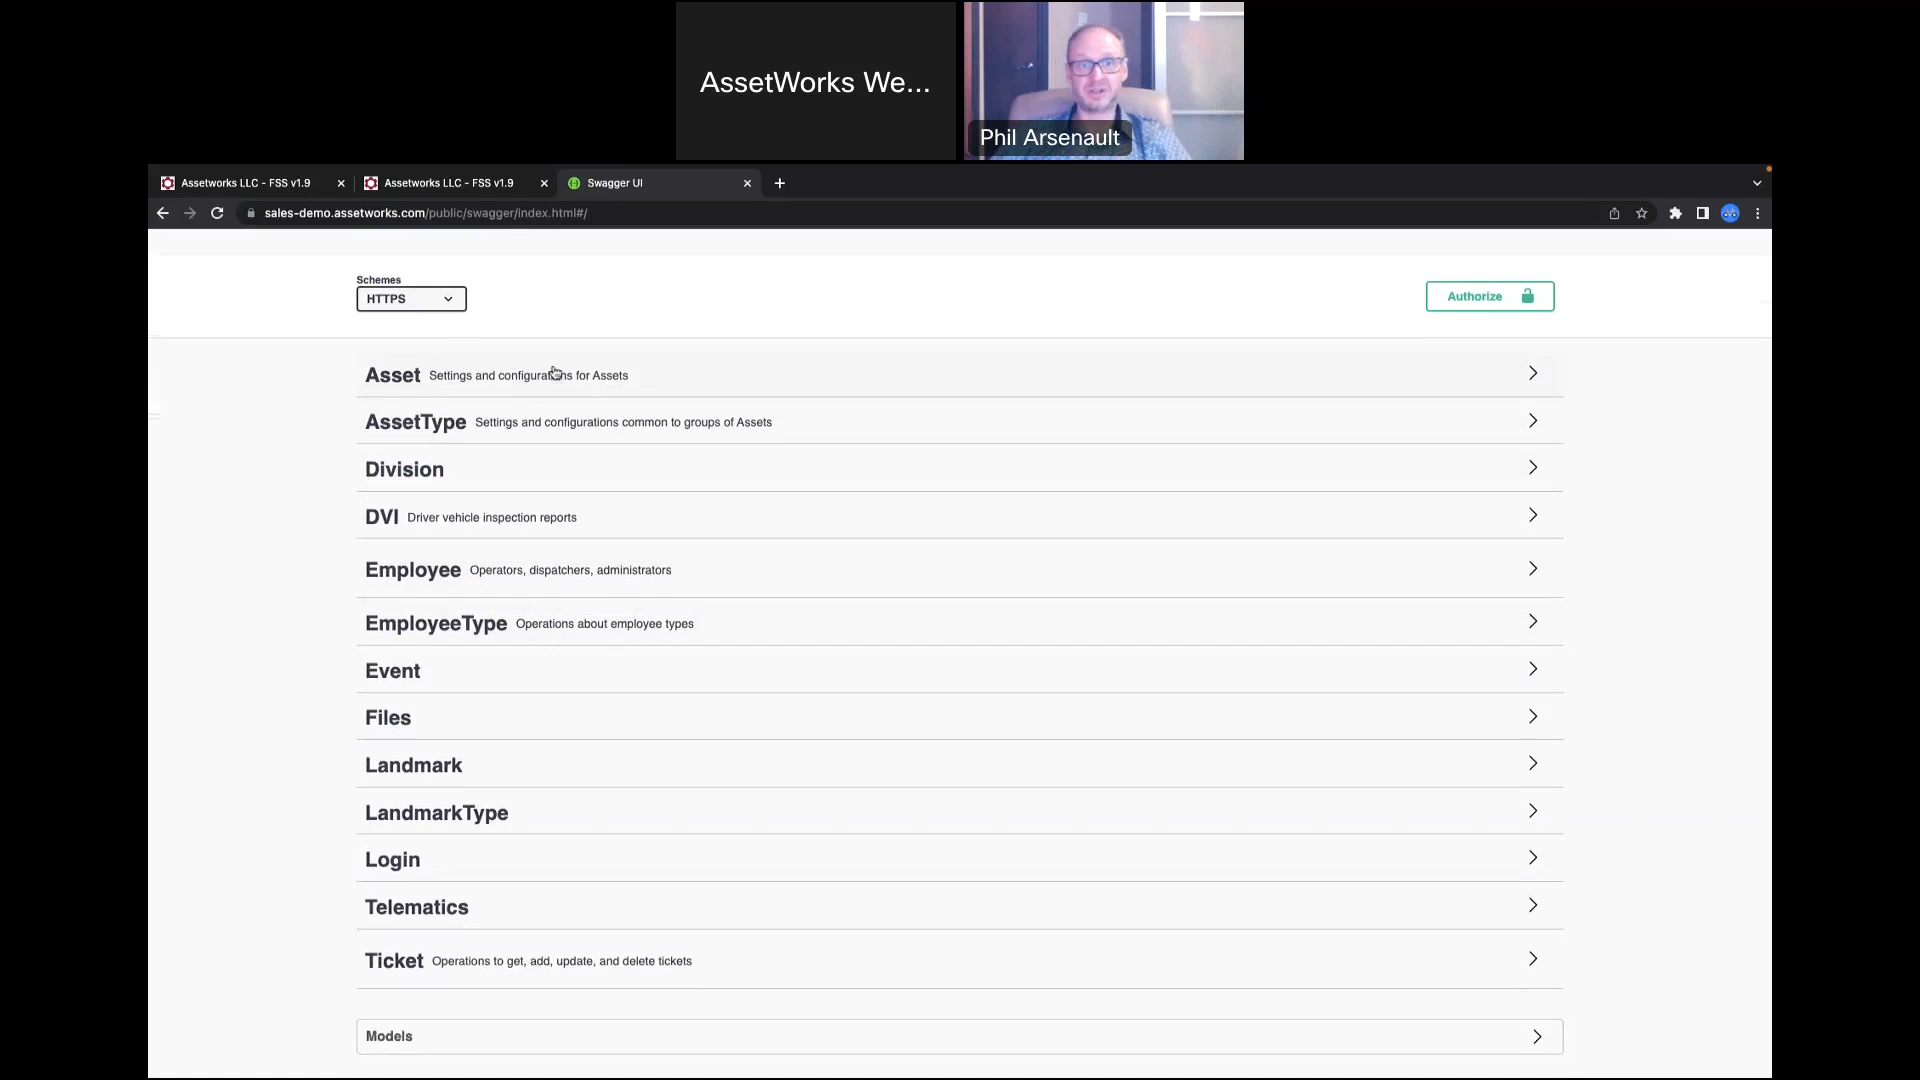 AssetWorks We...
Phil Arsenault
Assetworks LLC - FSS v1.9
Assetworks LLC - FSS v1.9
Swagger UI
sales-demo.assetworks.com/public/swagger/index.html#/
Schemes
HTTPS
Authorize
Asset Settings and configurations for Assets
AssetType Settings and configurations common to groups of Assets
Division
DVI Driver vehicle inspection reports
Employee Operators, dispatchers, administrators
EmployeeType Operations about employee types
Event
Files
Landmark
LandmarkType
Login
Telematics
Ticket Operations to get, add, update, and delete tickets
Models